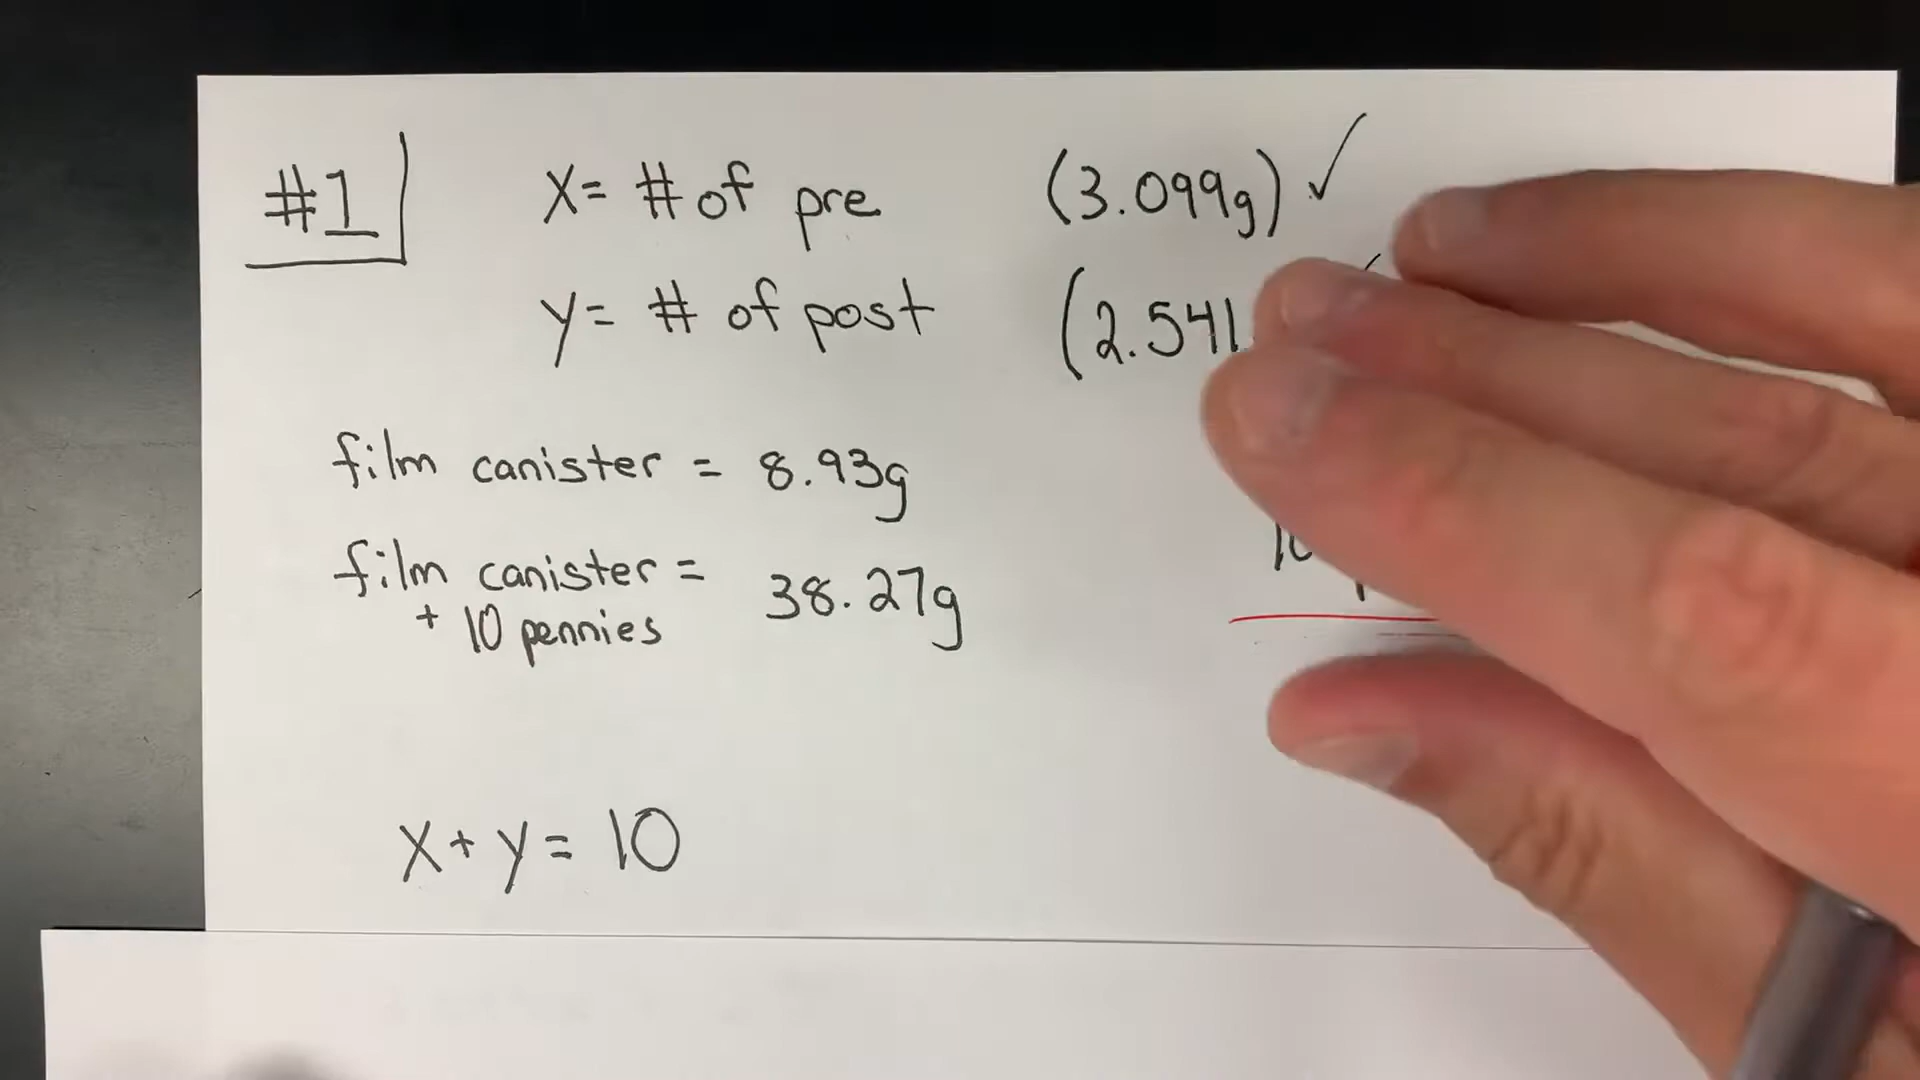 #1
X= # of pre (3.099g) ✓
y= # of post (2.541
film canister = 8.93g
film canister = 38.27g
+ 10 pennies
10
X+y= 10